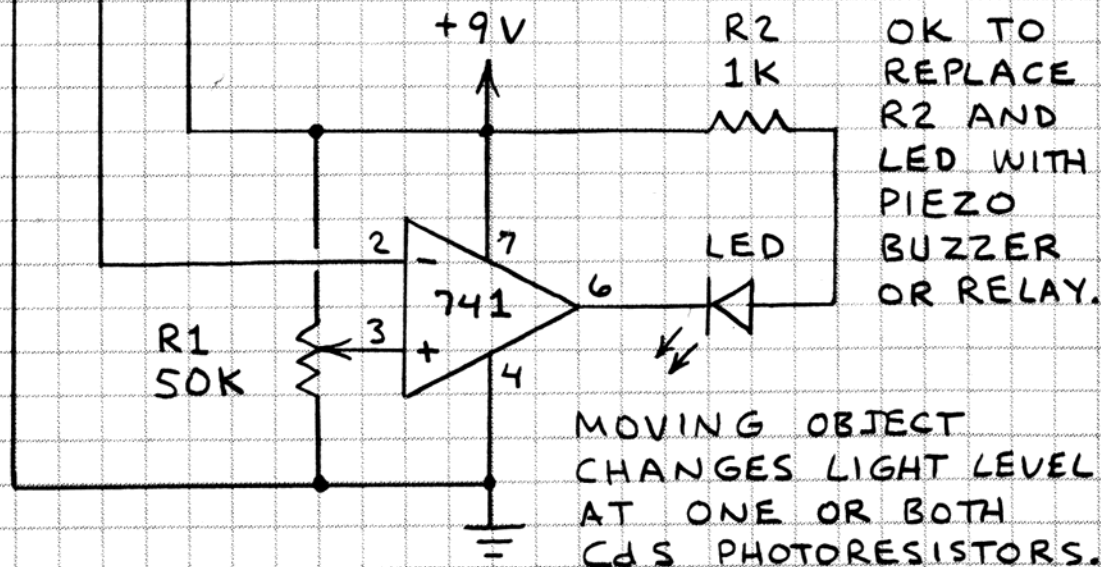 +9V
R2
1K
OK TO
REPLACE
R2 AND
LED WITH
PIEZO
BUZZER
OR RELAY.
2
-
7
741
6
LED
R1
50K
3
+
4
MOVING OBJECT
CHANGES LIGHT LEVEL
AT ONE OR BOTH
CdS PHOTORESISTORS.